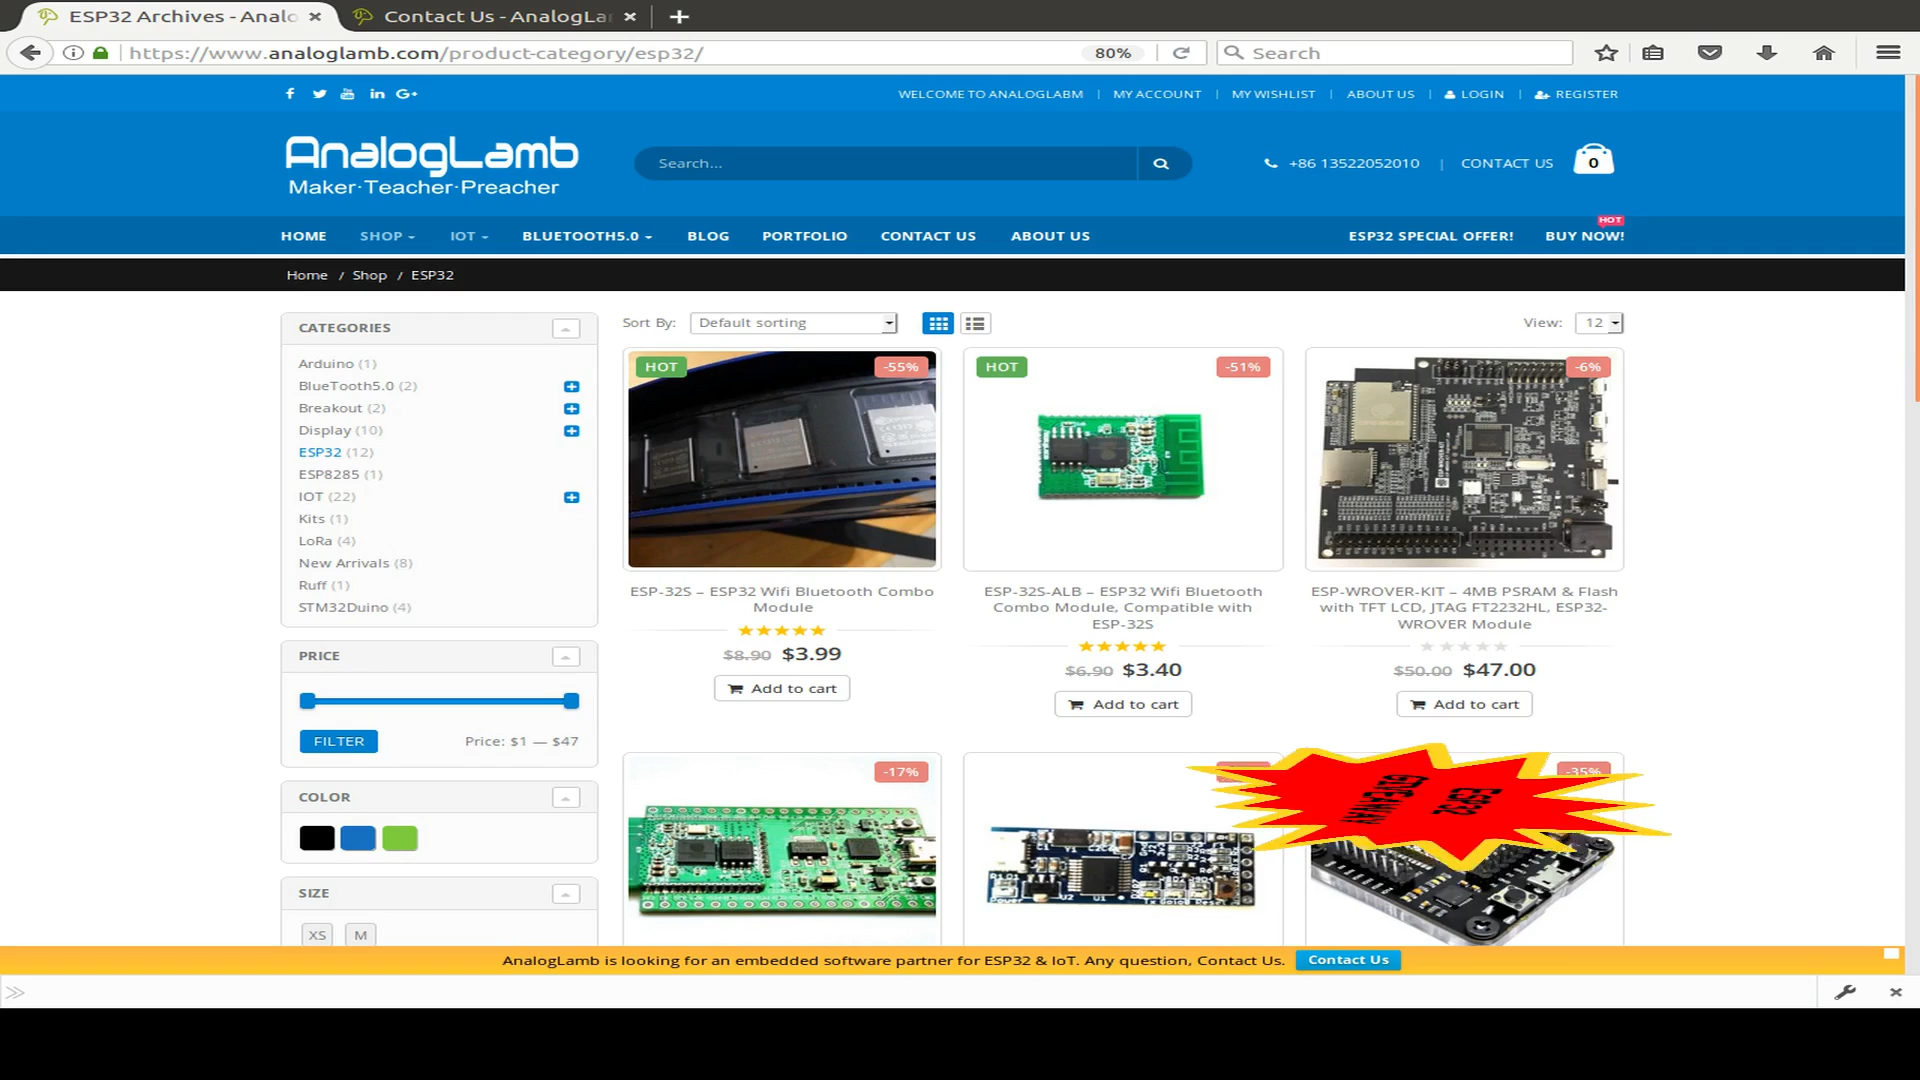 ESP32 Archives - Analo
Contact Us - AnalogLa
https://www.analoglamb.com/product-category/esp32/
80%
Search
WELCOME TO ANALOGLABM | MY ACCOUNT | MY WISHLIST | ABOUT US | LOGIN | REGISTER
AnalogLamb
Maker·Teacher·Preacher
Search...
+86 13522052010 | CONTACT US
0
HOT
HOME SHOP IOT BLUETOOTH5.0 BLOG PORTFOLIO CONTACT US ABOUT US ESP32 SPECIAL OFFER! BUY NOW!
Home / Shop / ESP32
CATEGORIES
Arduino (1)
BlueTooth5.0 (2)
Breakout (2)
Display (10)
ESP32 (12)
ESP8285 (1)
IOT (22)
Kits (1)
LoRa (4)
New Arrivals (8)
Ruff (1)
STM32Duino (4)
PRICE
FILTER
Price: $1 — $47
COLOR
SIZE
XS
M
Sort By: Default sorting
View: 12
HOT
-55%
ESP-32S – ESP32 Wifi Bluetooth Combo
Module
$8.90 $3.99
Add to cart
HOT
-51%
ESP-32S-ALB – ESP32 Wifi Bluetooth
Combo Module, Compatible with
ESP-32S
$6.90 $3.40
Add to cart
-6%
ESP-WROVER-KIT – 4MB PSRAM & Flash
with TFT LCD, JTAG FT2232HL, ESP32-
WROVER Module
$50.00 $47.00
Add to cart
-17%
-35%
ESP32
GIVEAWAY
AnalogLamb is looking for an embedded software partner for ESP32 & IoT. Any question, Contact Us.
Contact Us